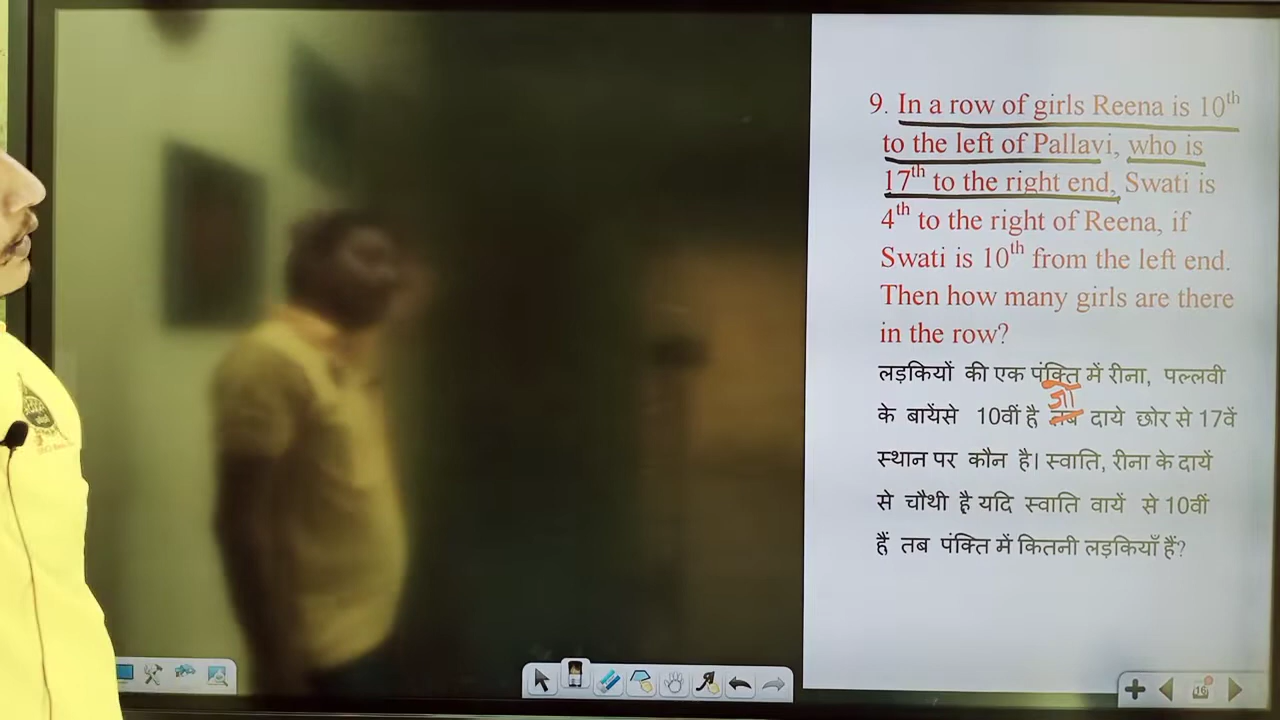 9. In a row of girls Reena is 10th
to the left of Pallavi, who is
17th to the right end, Swati is
4th to the right of Reena, if
Swati is 10th from the left end.
Then how many girls are there
in the row?
लड़कियों की एक पंक्ति में रीना, पल्लवी
जो
के बायेंसे 10वीं है तब दाये छोर से 17वें
स्थान पर कौन है। स्वाति, रीना के दायें
से चौथी है यदि स्वाति वायें से 10वीं
हैं तब पंक्ति में कितनी लड़कियाँ हैं?
16